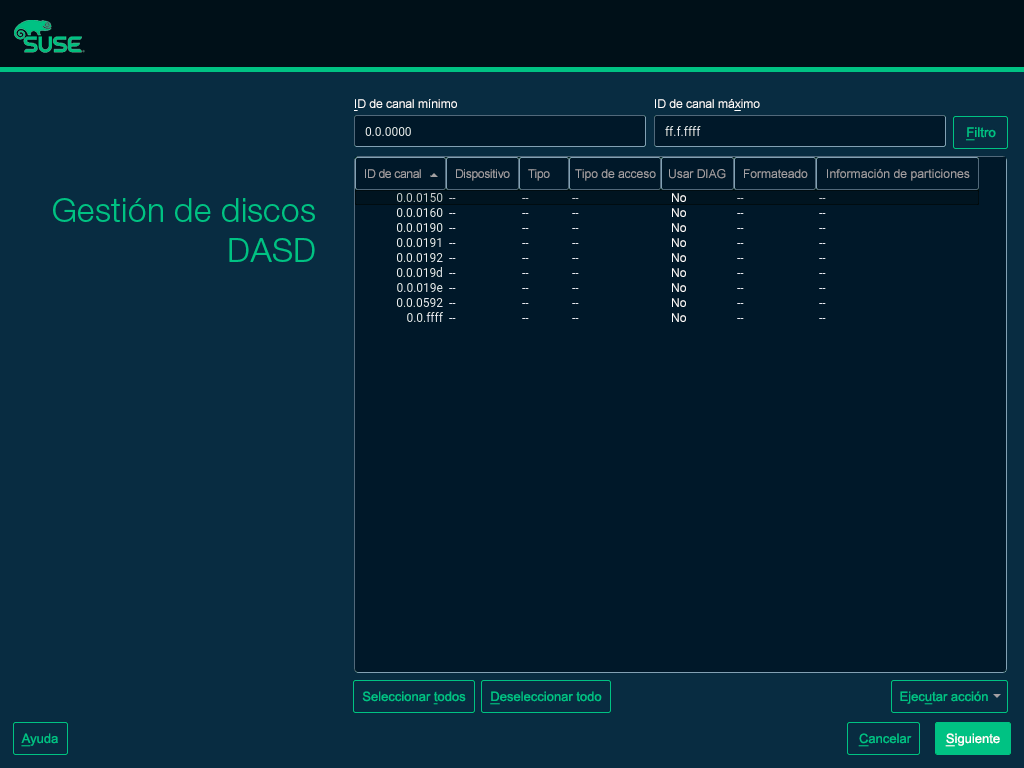 SUSE
ID de canal mínimo ID de canal máximo
0.0.0000 ff.f.ffff Filtro
Gestión de discos
DASD
ID de canal Dispositivo Tipo Tipo de acceso Usar DIAG Formateado Información de particiones
0.0.0150 -- -- -- No -- --
0.0.0160 -- -- -- No -- --
0.0.0190 -- -- -- No -- --
0.0.0191 -- -- -- No -- --
0.0.0192 -- -- -- No -- --
0.0.019d -- -- -- No -- --
0.0.019e -- -- -- No -- --
0.0.0592 -- -- -- No -- --
0.0.ffff -- -- -- No -- --
Seleccionar todos Deseleccionar todo Ejecutar acción
Ayuda Cancelar Siguiente